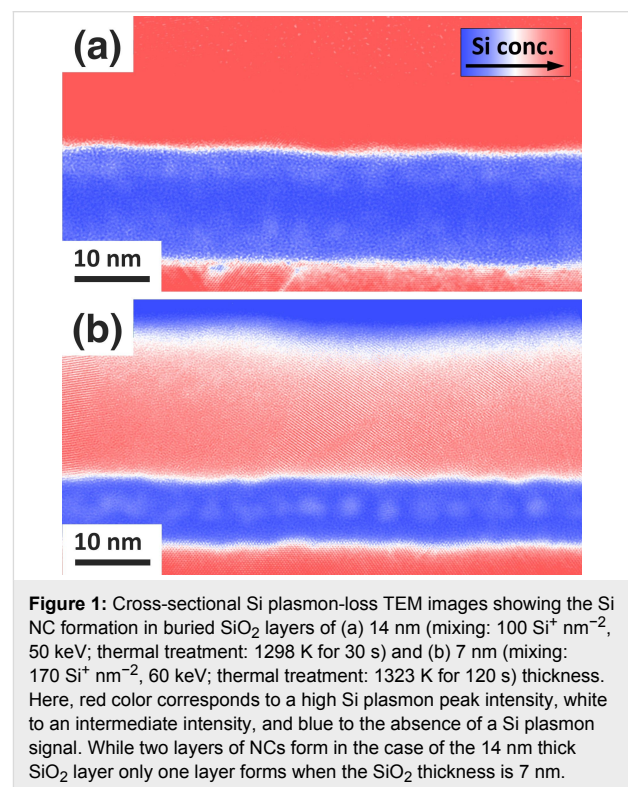 (a)
Si conc.
10 nm
(b)
10 nm
Figure 1: Cross-sectional Si plasmon-loss TEM images showing the Si
NC formation in buried SiO₂ layers of (a) 14 nm (mixing: 100 Si⁺ nm⁻²,
50 keV; thermal treatment: 1298 K for 30 s) and (b) 7 nm (mixing:
170 Si⁺ nm⁻², 60 keV; thermal treatment: 1323 K for 120 s) thickness.
Here, red color corresponds to a high Si plasmon peak intensity, white
to an intermediate intensity, and blue to the absence of a Si plasmon
signal. While two layers of NCs form in the case of the 14 nm thick
SiO₂ layer only one layer forms when the SiO₂ thickness is 7 nm.